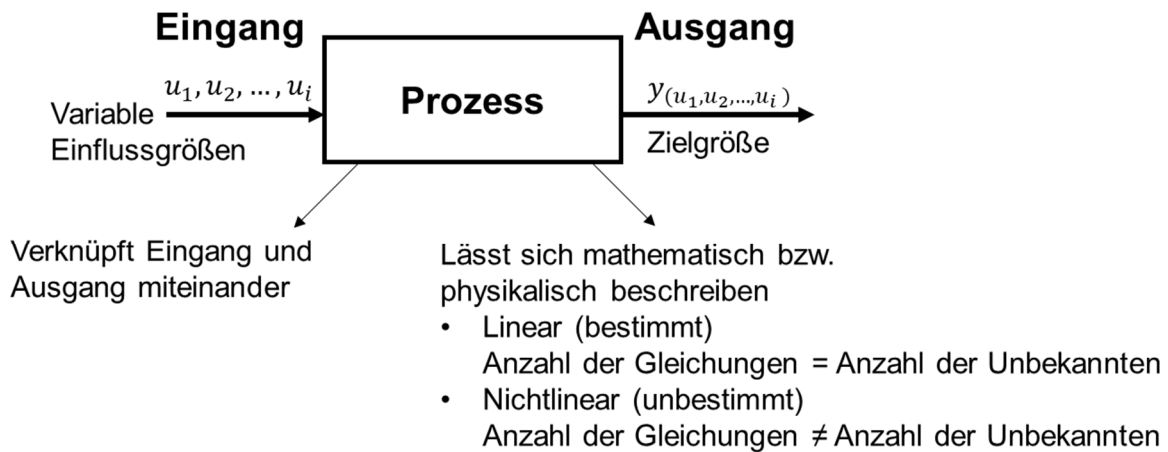 Eingang
Ausgang
u₁, u₂, …, uᵢ
Prozess
y(u₁,u₂,…,uᵢ)
Variable
Einflussgrößen
Zielgröße
Verknüpft Eingang und
Ausgang miteinander
Lässt sich mathematisch bzw.
physikalisch beschreiben
• Linear (bestimmt)
Anzahl der Gleichungen = Anzahl der Unbekannten
• Nichtlinear (unbestimmt)
Anzahl der Gleichungen ≠ Anzahl der Unbekannten